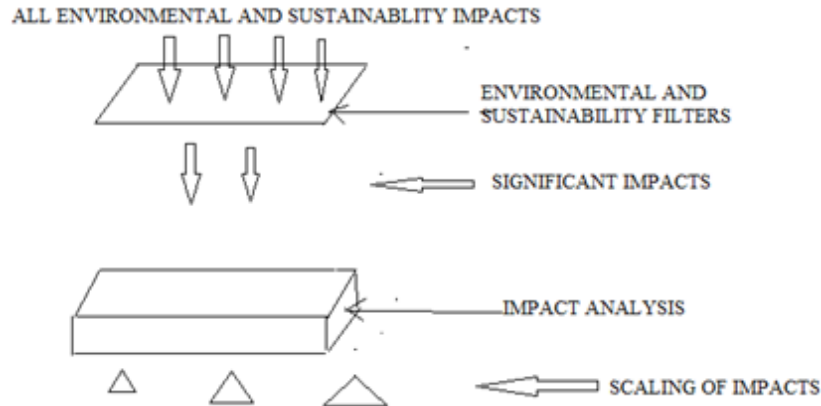 ALL ENVIRONMENTAL AND SUSTAINABLITY IMPACTS
ENVIRONMENTAL AND
SUSTAINABILITY FILTERS
SIGNIFICANT IMPACTS
IMPACT ANALYSIS
SCALING OF IMPACTS